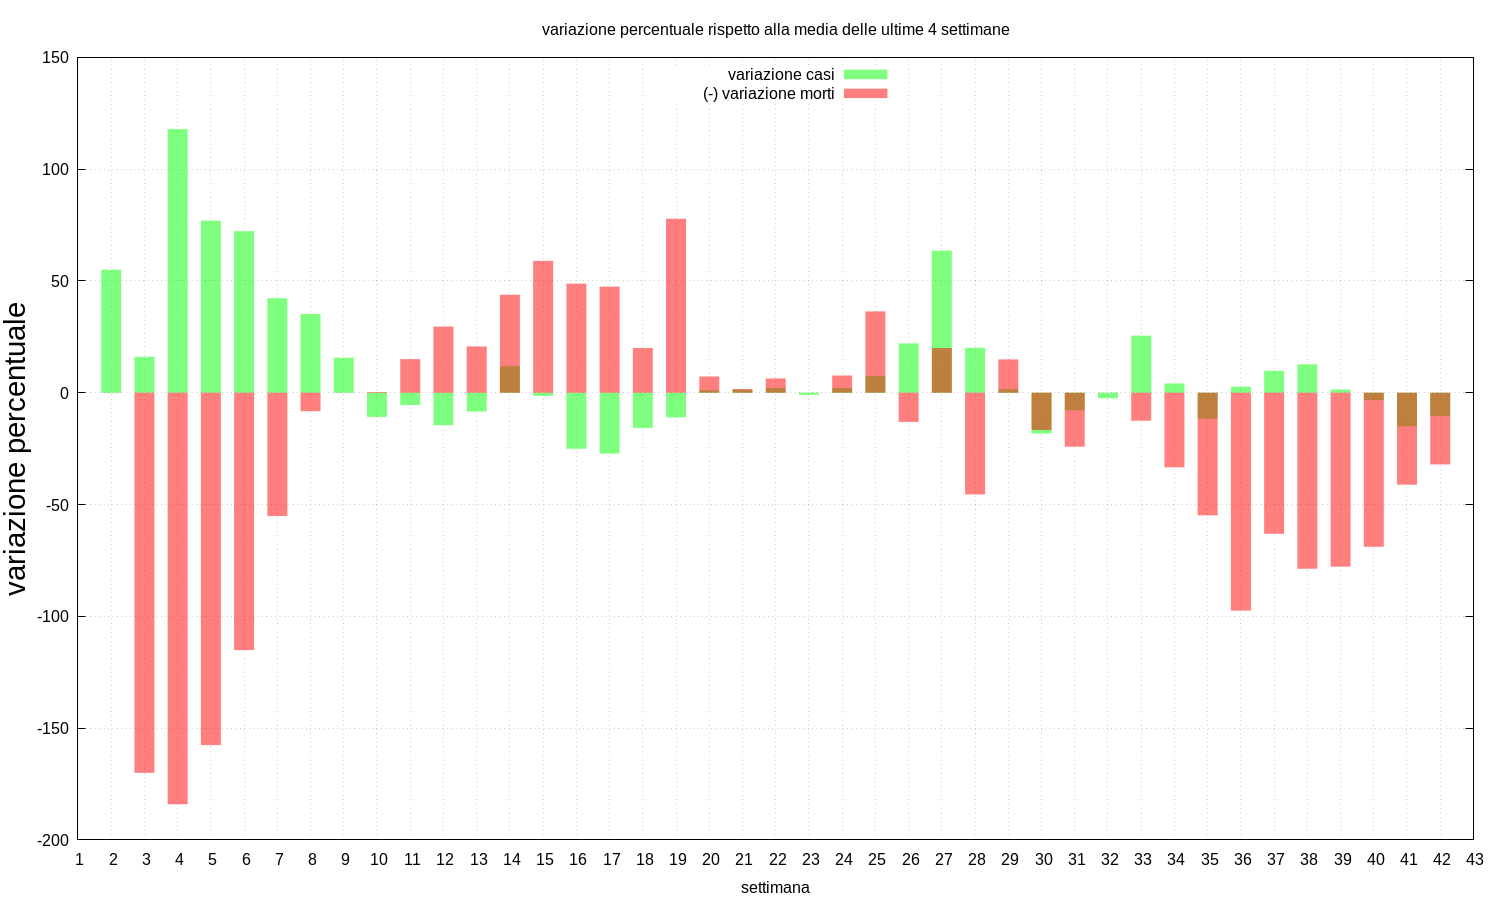 variazione percentuale rispetto alla media delle ultime 4 settimane
variazione casi
(-) variazione morti
150
100
50
0
-50
-100
-150
-200
variazione percentuale
1 2 3 4 5 6 7 8 9 10 11 12 13 14 15 16 17 18 19 20 21 22 23 24 25 26 27 28 29 30 31 32 33 34 35 36 37 38 39 40 41 42 43
settimana